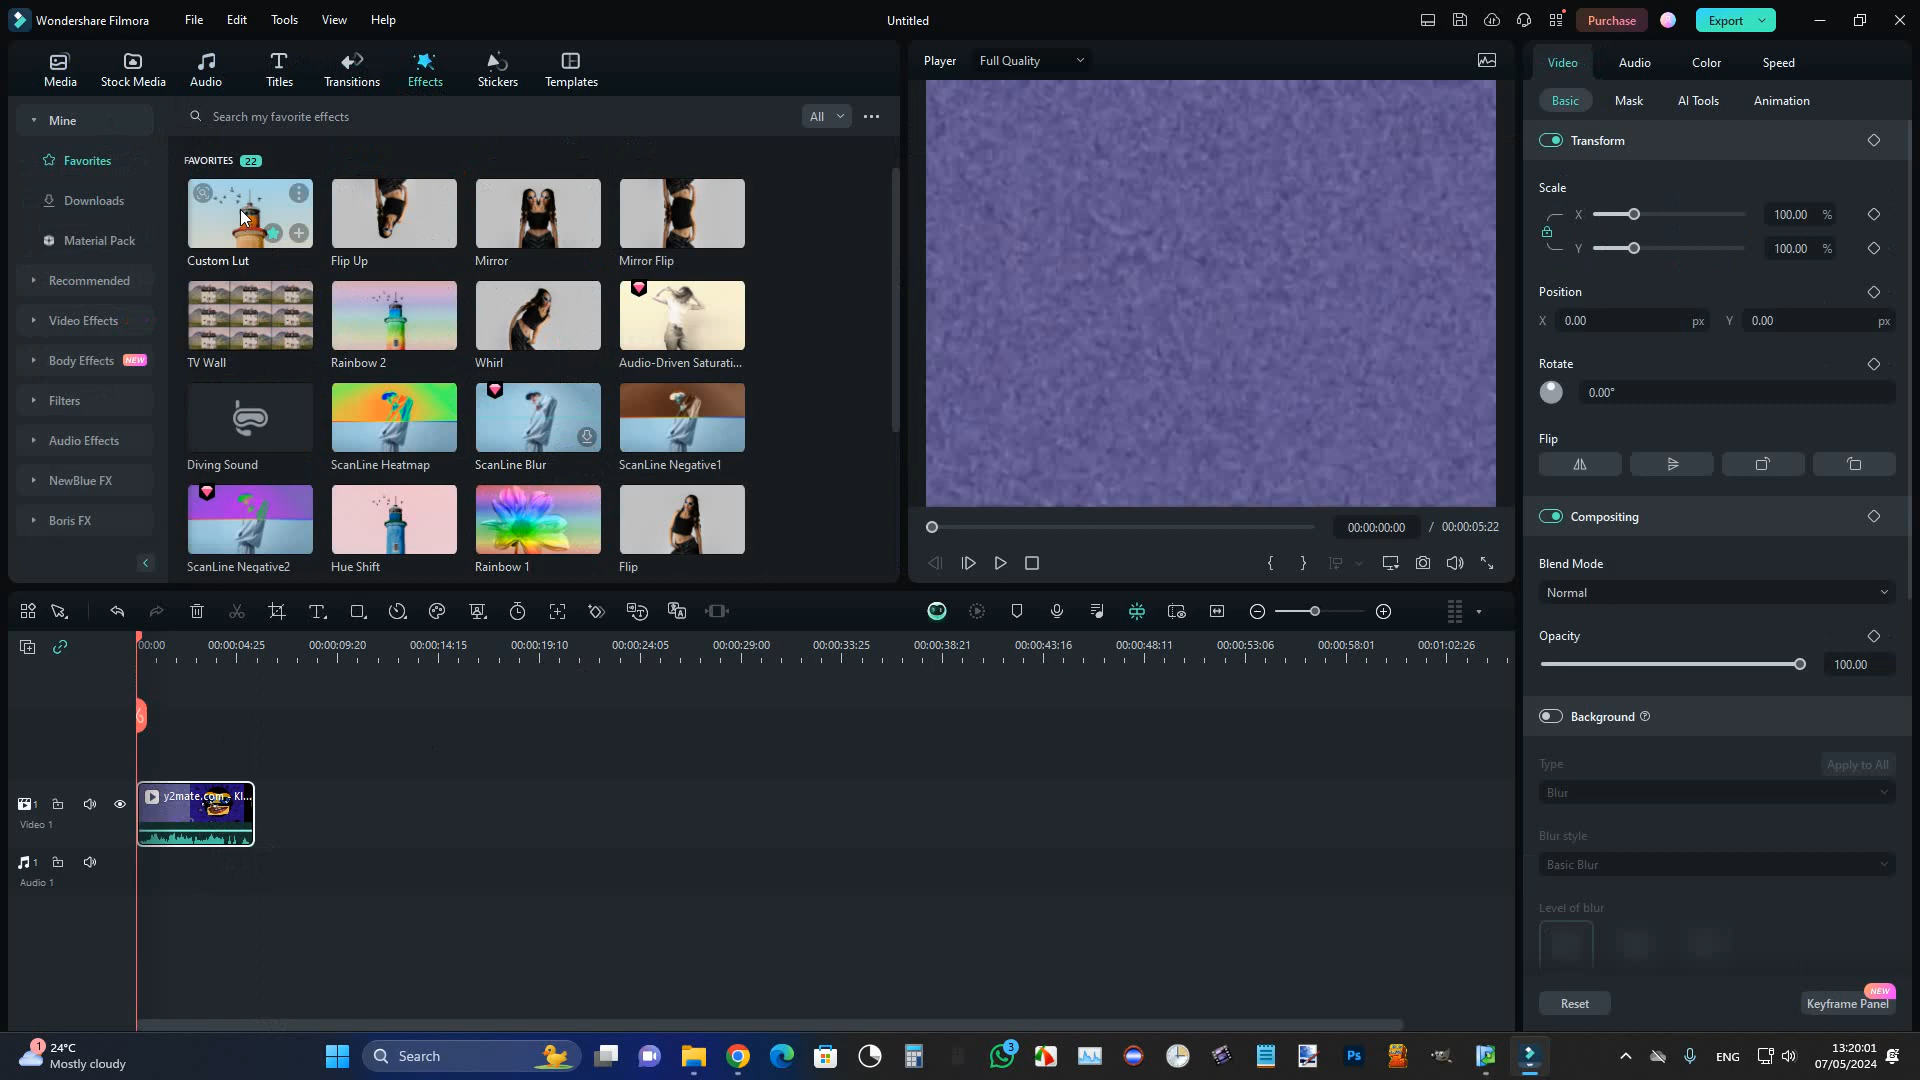 Wondershare Filmora
File
Edit
Tools
View
Help
Untitled
Purchase
Export
Media
Stock Media
Audio
Titles
Transitions
Effects
Stickers
Templates
Player
Full Quality
Video
Audio
Color
Speed
Mine
Search my favorite effects
All
Basic
Mask
AI Tools
Animation
Favorites
Downloads
Material Pack
Recommended
Video Effects
Body Effects NEW
Filters
Audio Effects
NewBlue FX
Boris FX
FAVORITES 22
Custom Lut
Flip Up
Mirror
Mirror Flip
TV Wall
Rainbow 2
Whirl
Audio-Driven Saturati...
Diving Sound
ScanLine Heatmap
ScanLine Blur
ScanLine Negative1
ScanLine Negative2
Hue Shift
Rainbow 1
Flip
00:00:00:00 / 00:00:05:22
Transform
Scale
X 100.00 %
Y 100.00 %
Position
X 0.00 px Y 0.00 px
Rotate
0.00°
Flip
Compositing
Blend Mode
Normal
Opacity
100.00
Background
Type
Apply to All
Blur
Blur style
Basic Blur
Level of blur
Reset
NEW
Keyframe Panel
00:00 00:00:04:25 00:00:09:20 00:00:14:15 00:00:19:10 00:00:24:05 00:00:29:00 00:00:33:25 00:00:38:21 00:00:43:16 00:00:48:11 00:00:53:06 00:00:58:01 00:01:02:26
y2mate.com - Kl...
1
Video 1
1
Audio 1
1
24°C
Mostly cloudy
Search
3
Ps
ENG
13:20:01
07/05/2024